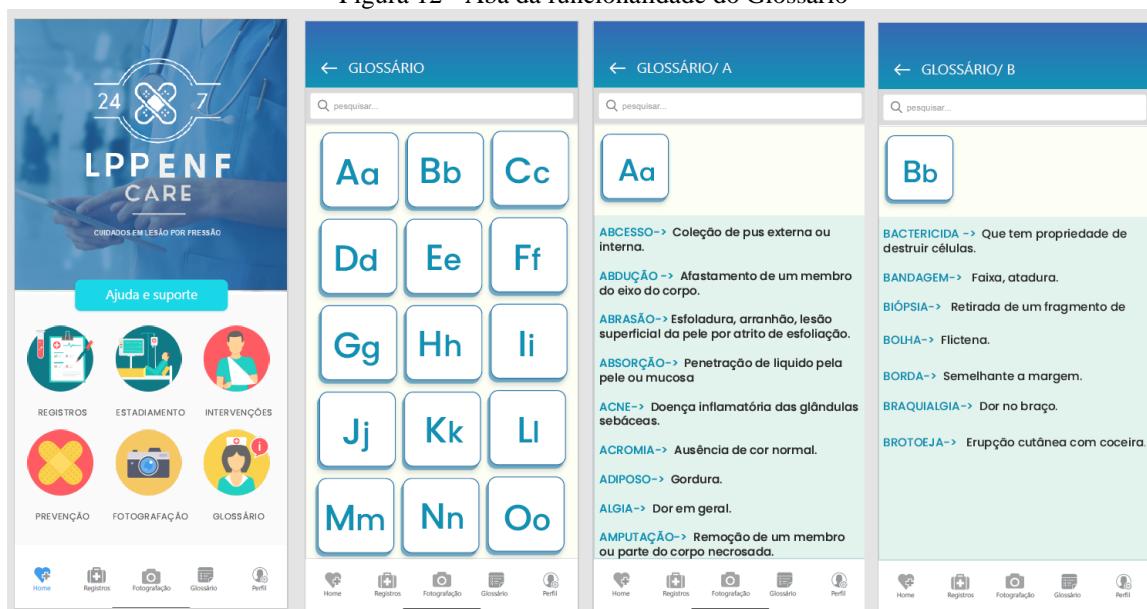 Figura 12 - Aba da funcionalidade do Glossário
24 7
LPPENF
CARE
CUIDADOS EM LESÃO POR PRESSÃO
Ajuda e suporte
REGISTROS ESTADIAMENTO INTERVENÇÕES
PREVENÇÃO FOTOGRAFAÇÃO GLOSSÁRIO
Home Registros Fotografação Glossário Perfil
← GLOSSÁRIO
pesquisar...
Aa Bb Cc
Dd Ee Ff
Gg Hh Ii
Jj Kk Ll
Mm Nn Oo
Home Registros Fotografação Glossário Perfil
← GLOSSÁRIO/ A
pesquisar...
Aa
ABCESSO-> Coleção de pus externa ou
interna.
ABDUÇÃO -> Afastamento de um membro
do eixo do corpo.
ABRASÃO-> Esfoladura, arranhão, lesão
superficial da pele por atrito de esfoliação.
ABSORÇÃO-> Penetração de liquido pela
pele ou mucosa
ACNE-> Doença inflamatória das glândulas
sebáceas.
ACROMIA-> Ausência de cor normal.
ADIPOSO-> Gordura.
ALGIA-> Dor em geral.
AMPUTAÇÃO-> Remoção de um membro
ou parte do corpo necrosada.
Home Registros Fotografação Glossário Perfil
← GLOSSÁRIO/ B
pesquisar...
Bb
BACTERICIDA -> Que tem propriedade de
destruir células.
BANDAGEM-> Faixa, atadura.
BIÓPSIA-> Retirada de um fragmento de
BOLHA-> Flictena.
BORDA-> Semelhante a margem.
BRAQUIALGIA-> Dor no braço.
BROTOEJA-> Erupção cutânea com coceira.
Home Registros Fotografação Glossário Perfil